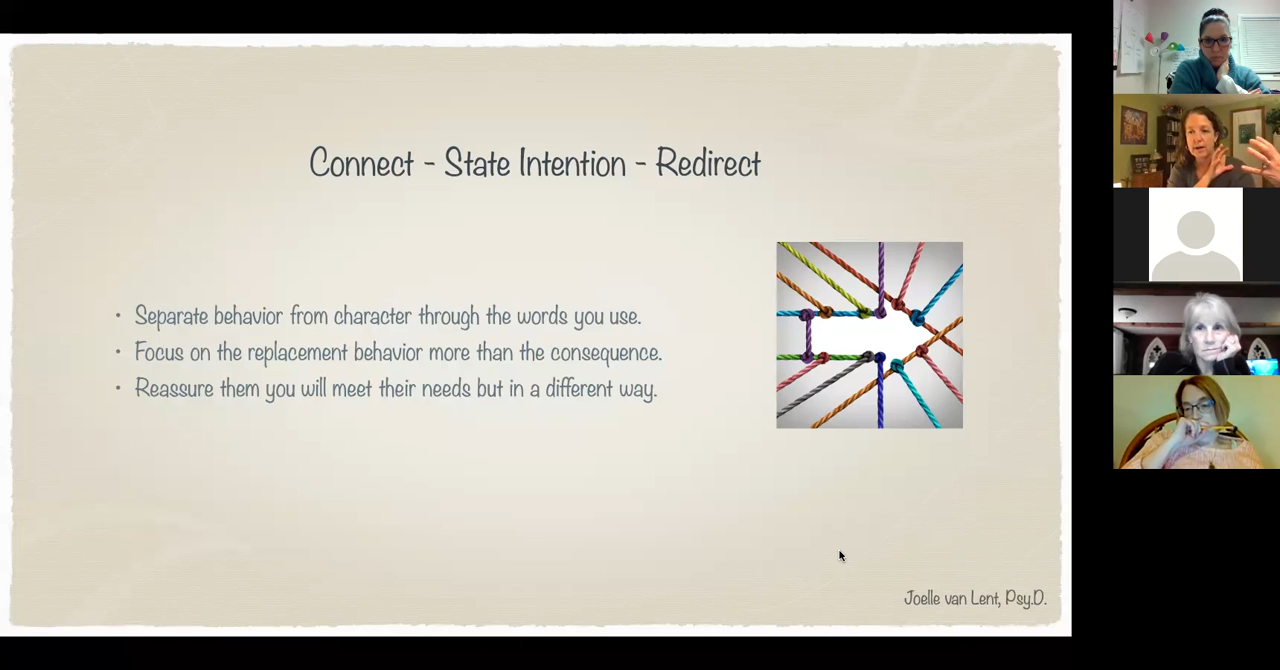 Connect - State Intention - Redirect
• Separate behavior from character through the words you use.
• Focus on the replacement behavior more than the consequence.
• Reassure them you will meet their needs but in a different way.
Joelle van Lent, Psy.D.